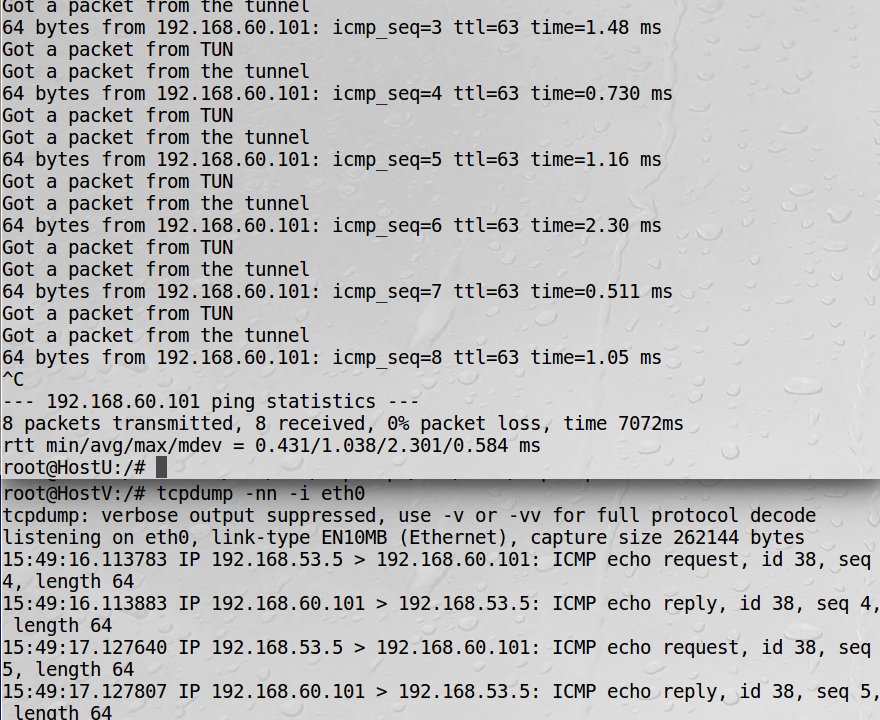 Got a packet from the tunnel
64 bytes from 192.168.60.101: icmp_seq=3 ttl=63 time=1.48 ms
Got a packet from TUN
Got a packet from the tunnel
64 bytes from 192.168.60.101: icmp_seq=4 ttl=63 time=0.730 ms
Got a packet from TUN
Got a packet from the tunnel
64 bytes from 192.168.60.101: icmp_seq=5 ttl=63 time=1.16 ms
Got a packet from TUN
Got a packet from the tunnel
64 bytes from 192.168.60.101: icmp_seq=6 ttl=63 time=2.30 ms
Got a packet from TUN
Got a packet from the tunnel
64 bytes from 192.168.60.101: icmp_seq=7 ttl=63 time=0.511 ms
Got a packet from TUN
Got a packet from the tunnel
64 bytes from 192.168.60.101: icmp_seq=8 ttl=63 time=1.05 ms
^C
--- 192.168.60.101 ping statistics ---
8 packets transmitted, 8 received, 0% packet loss, time 7072ms
rtt min/avg/max/mdev = 0.431/1.038/2.301/0.584 ms
root@HostU:/#
root@HostV:/# tcpdump -nn -i eth0
tcpdump: verbose output suppressed, use -v or -vv for full protocol decode
listening on eth0, link-type EN10MB (Ethernet), capture size 262144 bytes
15:49:16.113783 IP 192.168.53.5 > 192.168.60.101: ICMP echo request, id 38, seq
4, length 64
15:49:16.113883 IP 192.168.60.101 > 192.168.53.5: ICMP echo reply, id 38, seq 4,
length 64
15:49:17.127640 IP 192.168.53.5 > 192.168.60.101: ICMP echo request, id 38, seq
5, length 64
15:49:17.127807 IP 192.168.60.101 > 192.168.53.5: ICMP echo reply, id 38, seq 5,
length 64